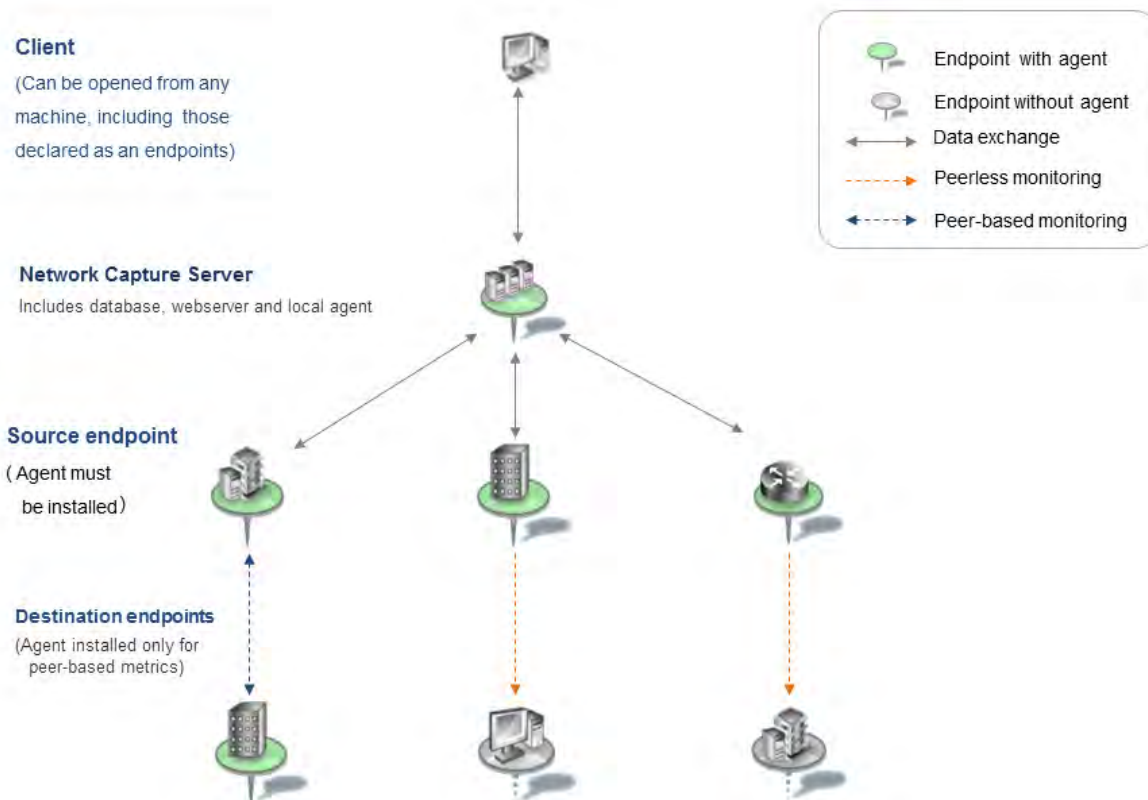 Client
(Can be opened from any
machine, including those
declared as an endpoints)
Endpoint with agent
Endpoint without agent
Data exchange
Peerless monitoring
Peer-based monitoring
Network Capture Server
Includes database, webserver and local agent
Source endpoint
(Agent must
be installed)
Destination endpoints
(Agent installed only for
peer-based metrics)